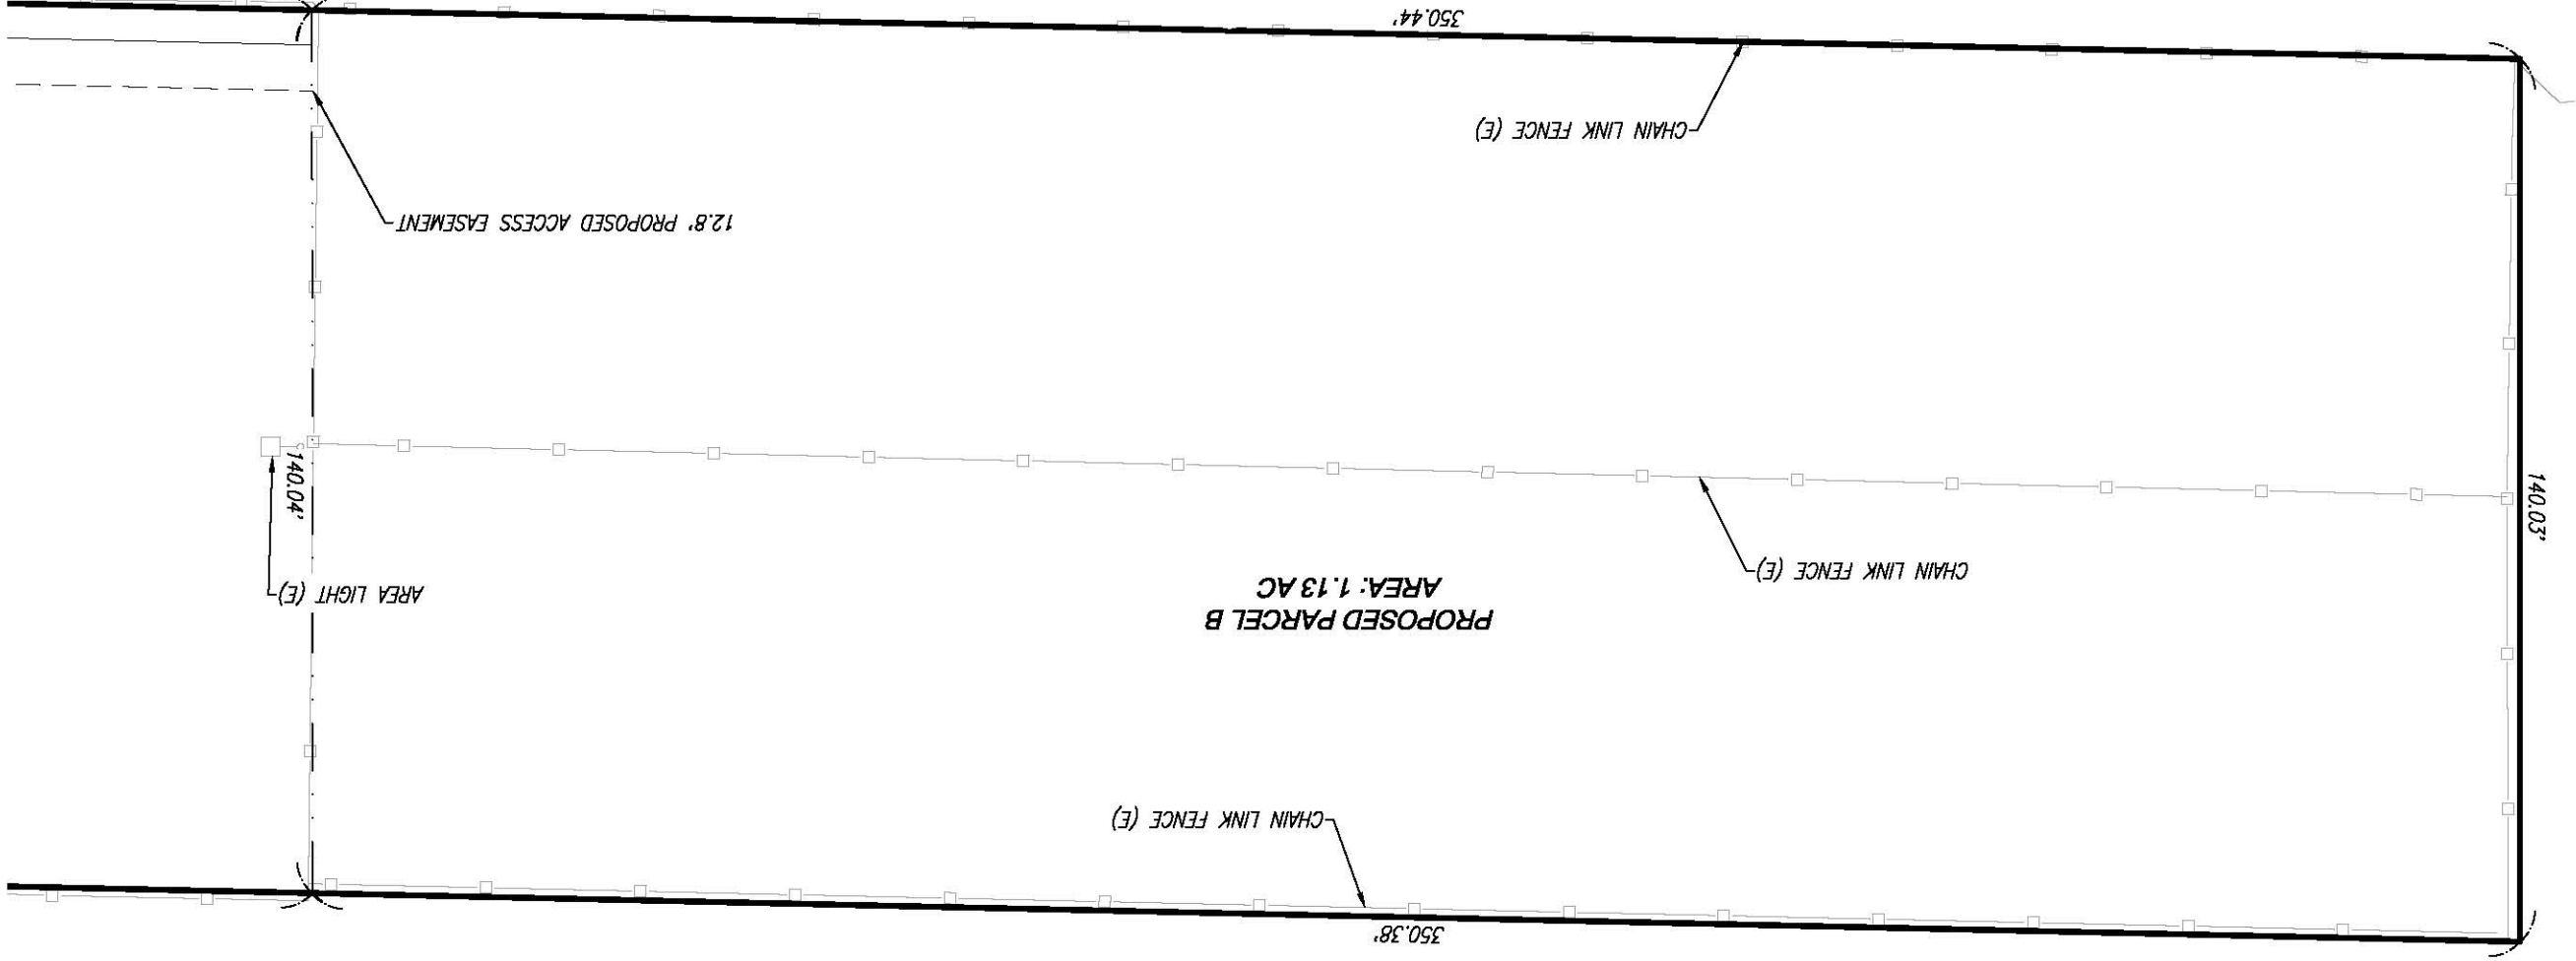 350.38'
CHAIN LINK FENCE (E)
PROPOSED PARCEL B
AREA: 1.13 AC
AREA LIGHT (E)
CHAIN LINK FENCE (E)
140.03'
140.04'
12.8' PROPOSED ACCESS EASEMENT
CHAIN LINK FENCE (E)
350.44'